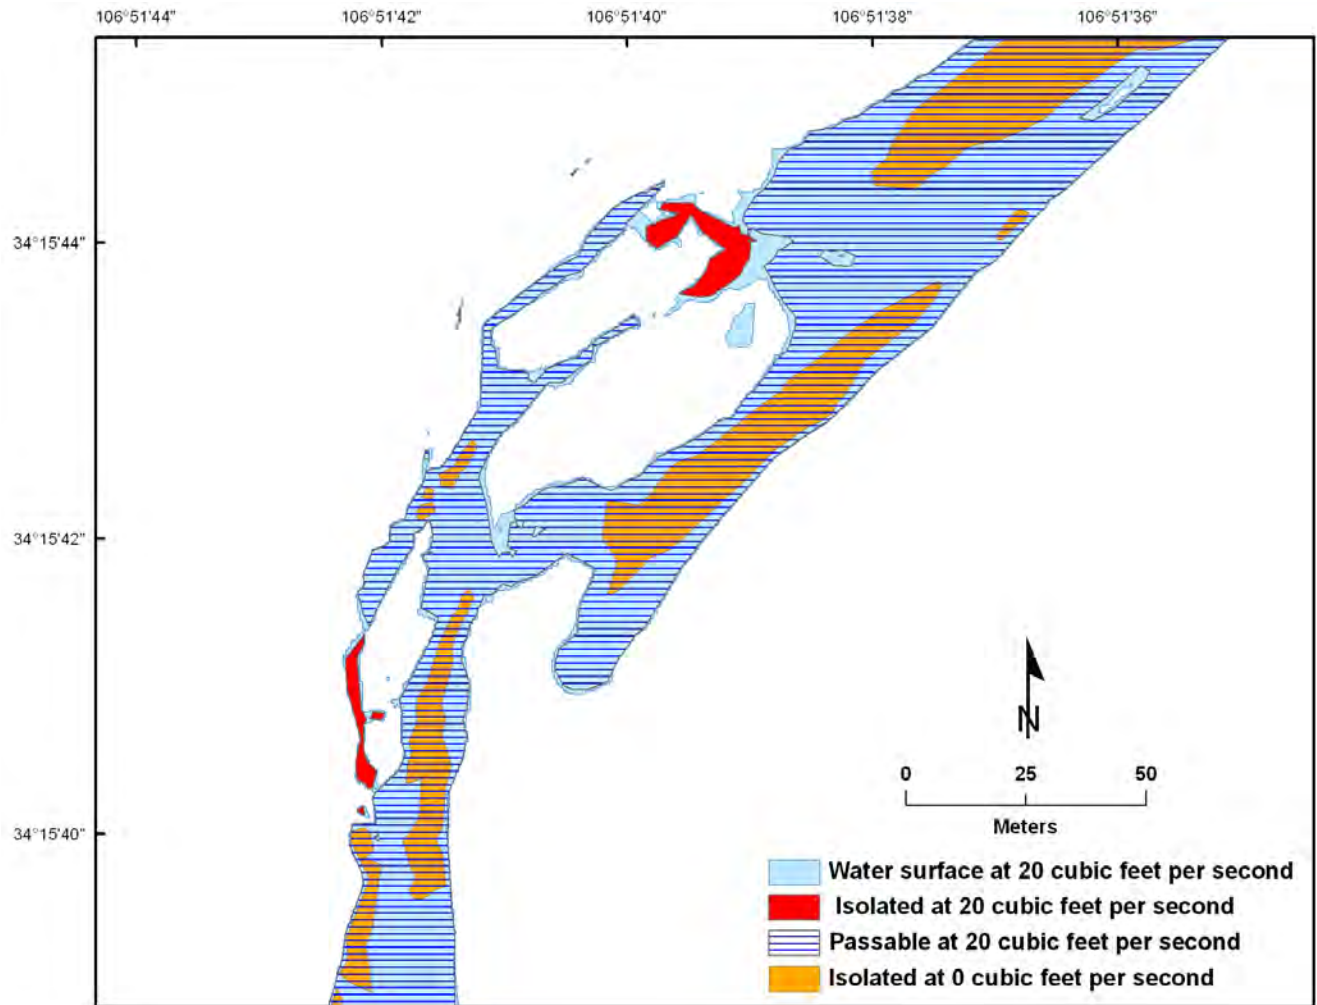 106°51'44" 106°51'42" 106°51'40" 106°51'38" 106°51'36"
34°15'44"
34°15'42"
N
0 25 50
Meters
34°15'40"
Water surface at 20 cubic feet per second
Isolated at 20 cubic feet per second
Passable at 20 cubic feet per second
Isolated at 0 cubic feet per second